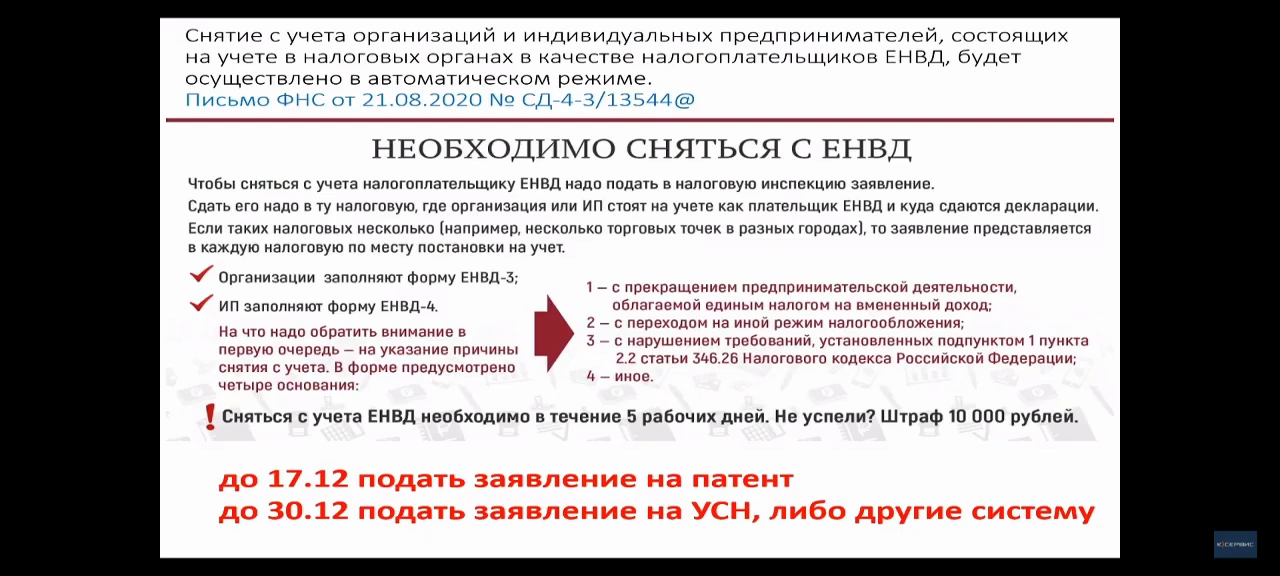 Снятие с учета организаций и индивидуальных предпринимателей, состоящих
на учете в налоговых органах в качестве налогоплательщиков ЕНВД, будет
осуществлено в автоматическом режиме.
Письмо ФНС от 21.08.2020 № СД-4-3/13544@
НЕОБХОДИМО СНЯТЬСЯ С ЕНВД
Чтобы сняться с учета налогоплательщику ЕНВД надо подать в налоговую инспекцию заявление.
Сдать его надо в ту налоговую, где организация или ИП стоят на учете как плательщик ЕНВД и куда сдаются декларации.
Если таких налоговых несколько (например, несколько торговых точек в разных городах), то заявление представляется
в каждую налоговую по месту постановки на учет.
Организации заполняют форму ЕНВД-3;
ИП заполняют форму ЕНВД-4.
На что надо обратить внимание в
первую очередь – на указание причины
снятия с учета. В форме предусмотрено
четыре основания:
1 – с прекращением предпринимательской деятельности,
облагаемой единым налогом на вмененный доход;
2 – с переходом на иной режим налогообложения;
3 – с нарушением требований, установленных подпунктом 1 пункта
2.2 статьи 346.26 Налогового кодекса Российской Федерации;
4 – иное.
! Сняться с учета ЕНВД необходимо в течение 5 рабочих дней. Не успели? Штраф 10 000 рублей.
до 17.12 подать заявление на патент
до 30.12 подать заявление на УСН, либо другие систему
Ю СЕРВИС